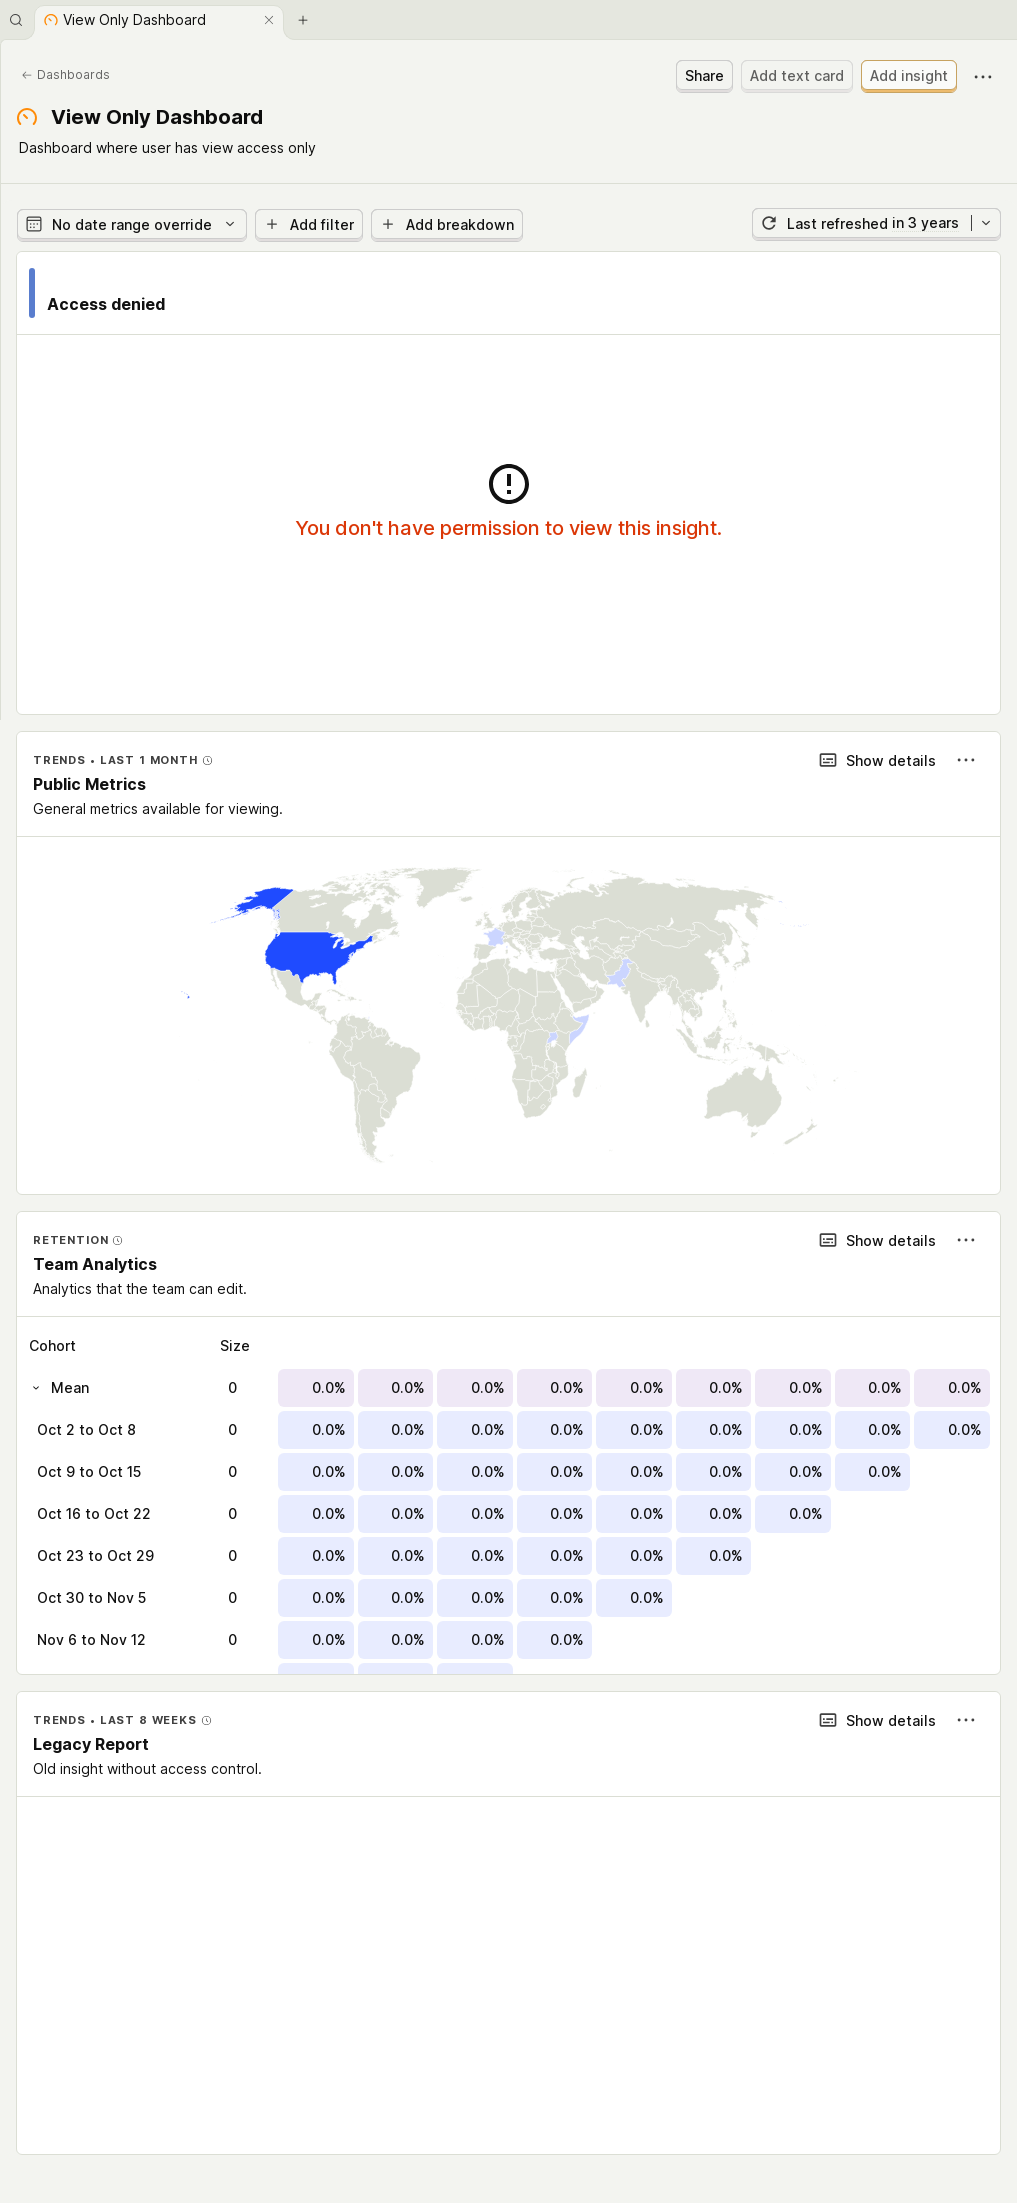 View Only Dashboard
Dashboards
Share
Add text card
Add insight
View Only Dashboard
Dashboard where user has view access only
No date range override
Add filter
Add breakdown
Last refreshed in 3 years
Access denied
You don't have permission to view this insight.
TRENDS • LAST 1 MONTH
Show details
Public Metrics
General metrics available for viewing.
RETENTION
Show details
Team Analytics
Analytics that the team can edit.
Cohort Size
Mean 0 0.0% 0.0% 0.0% 0.0% 0.0% 0.0% 0.0% 0.0% 0.0%
Oct 2 to Oct 8 0 0.0% 0.0% 0.0% 0.0% 0.0% 0.0% 0.0% 0.0% 0.0%
Oct 9 to Oct 15 0 0.0% 0.0% 0.0% 0.0% 0.0% 0.0% 0.0% 0.0%
Oct 16 to Oct 22 0 0.0% 0.0% 0.0% 0.0% 0.0% 0.0% 0.0%
Oct 23 to Oct 29 0 0.0% 0.0% 0.0% 0.0% 0.0% 0.0%
Oct 30 to Nov 5 0 0.0% 0.0% 0.0% 0.0% 0.0%
Nov 6 to Nov 12 0 0.0% 0.0% 0.0% 0.0%
TRENDS • LAST 8 WEEKS
Show details
Legacy Report
Old insight without access control.